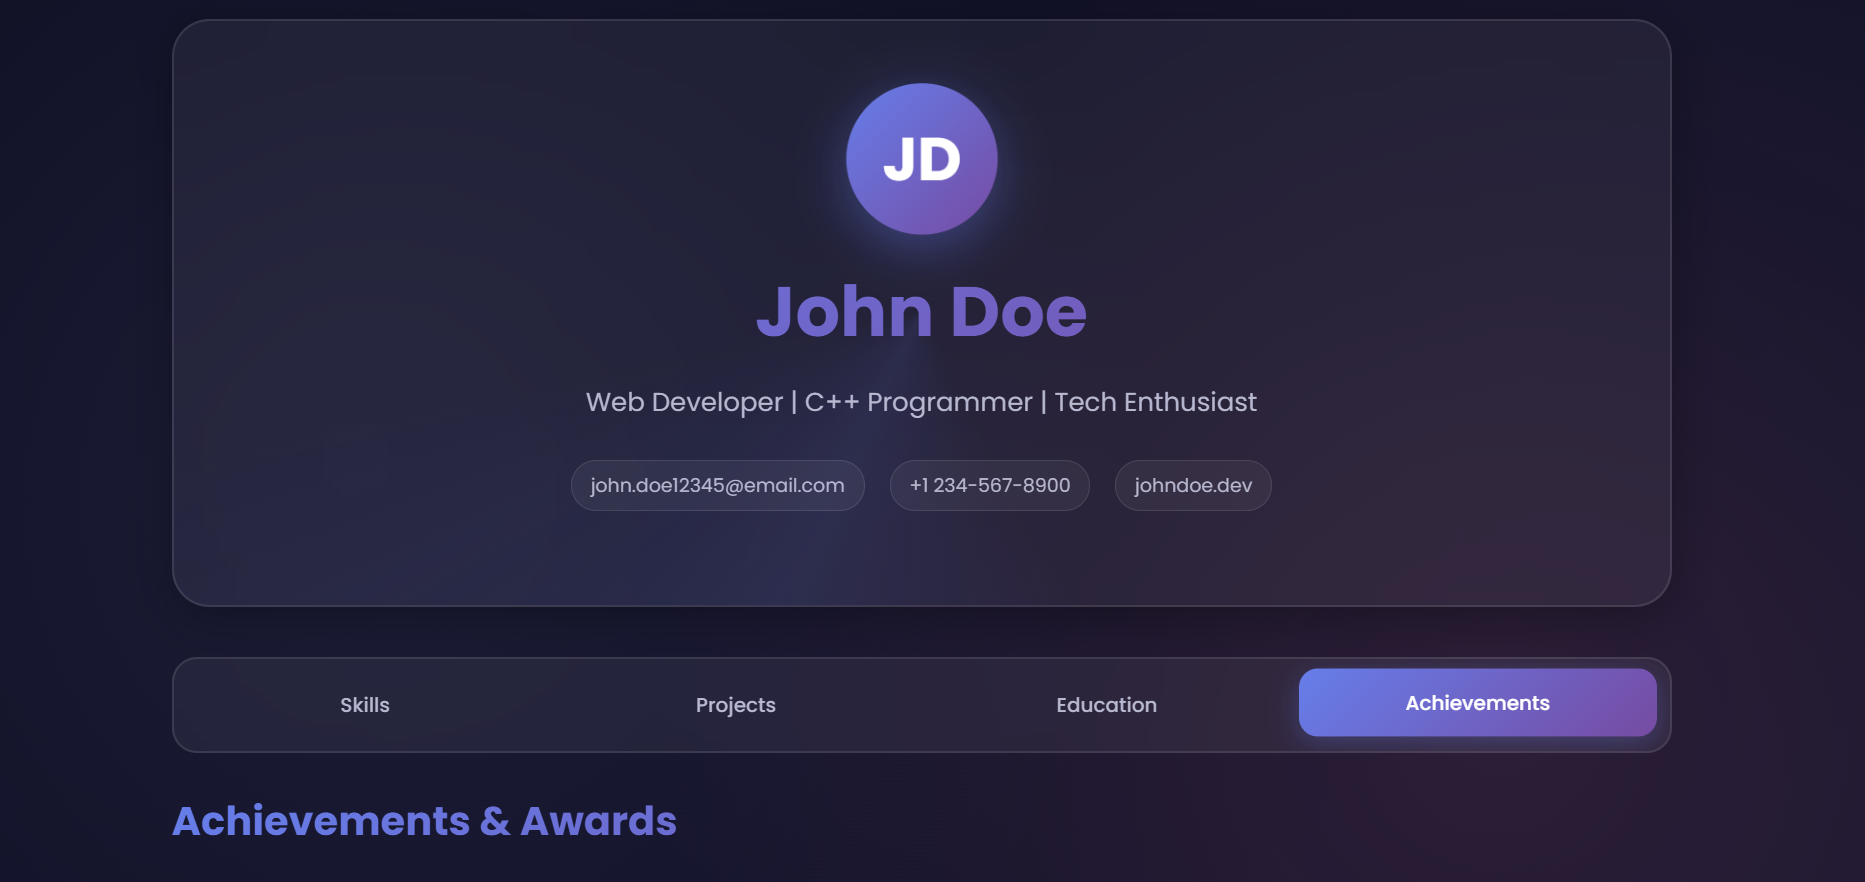 JD
John Doe
Web Developer | C++ Programmer | Tech Enthusiast
john.doe12345@email.com +1 234-567-8900 johndoe.dev
Skills Projects Education Achievements
Achievements & Awards